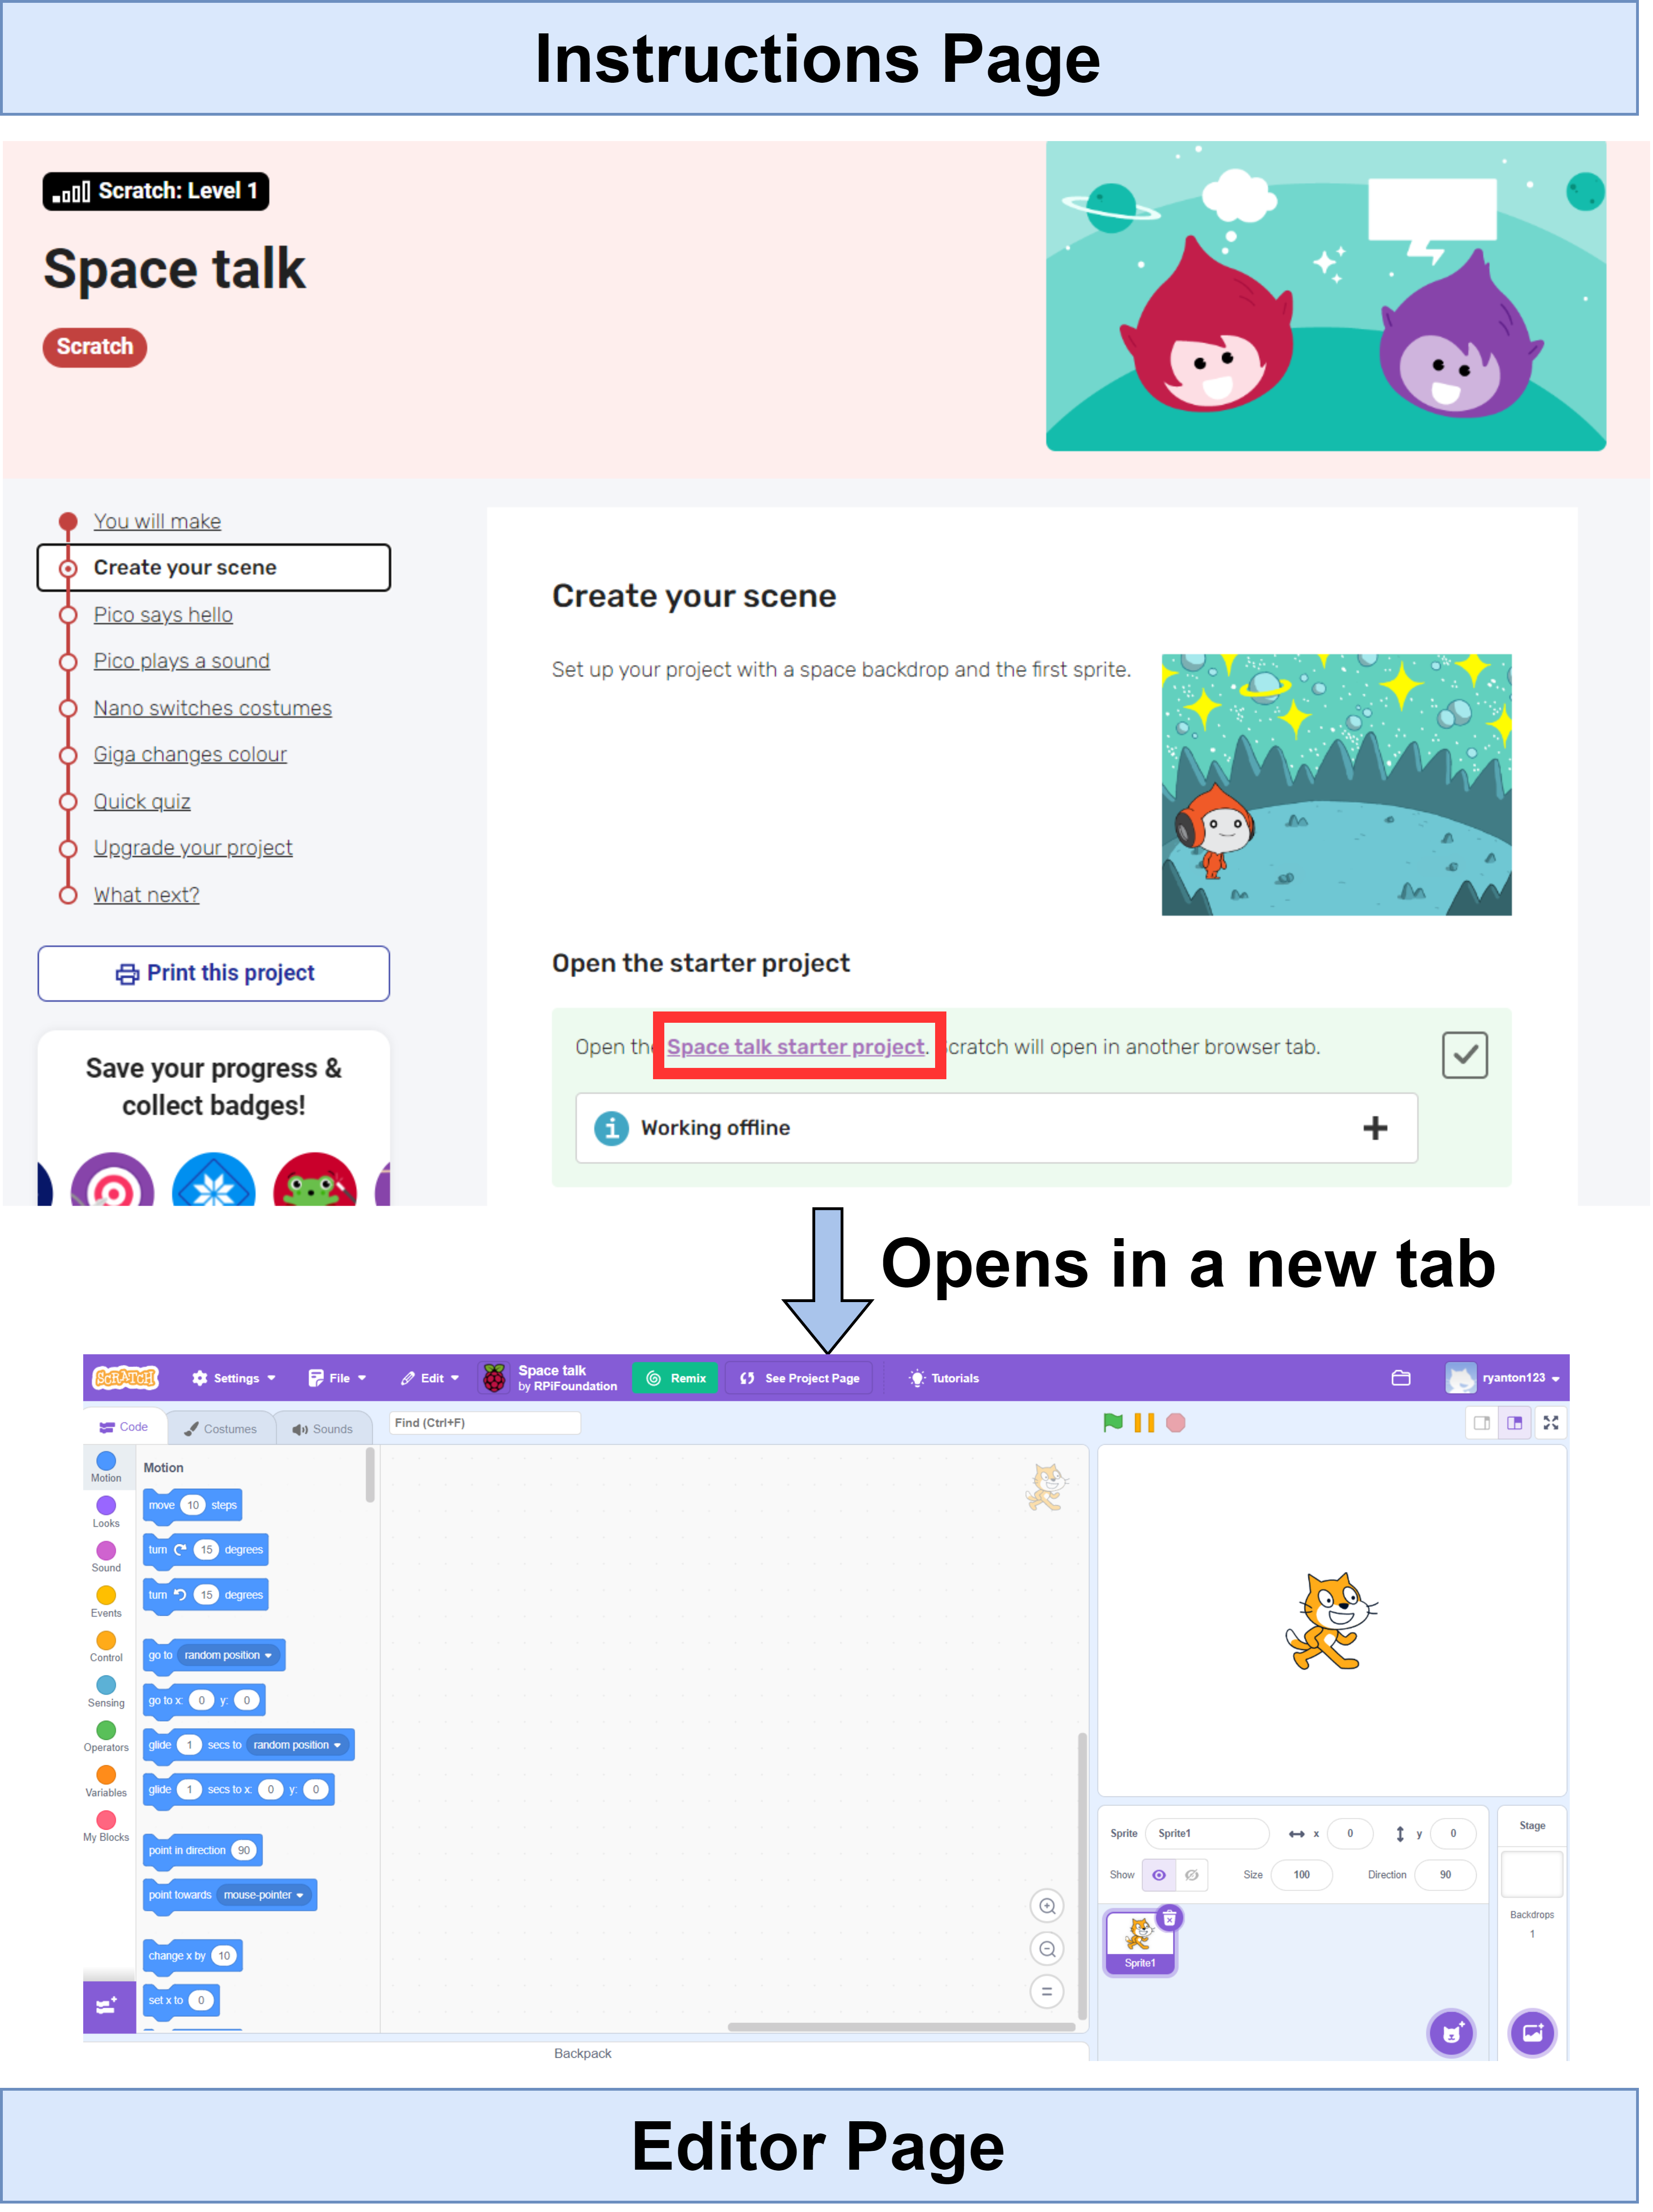 Instructions Page
Scratch: Level 1
Space talk
Scratch
You will make
Create your scene
Pico says hello
Pico plays a sound
Nano switches costumes
Giga changes colour
Quick quiz
Upgrade your project
What next?
Print this project
Save your progress &
collect badges!
Create your scene
Set up your project with a space backdrop and the first sprite.
Open the starter project
Open the Space talk starter project. Scratch will open in another browser tab.
Working offline
Opens in a new tab
SCRATCH Settings File Edit Space talk by RPiFoundation Remix See Project Page Tutorials ryanton123
Code Costumes Sounds Find (Ctrl+F)
Motion
Looks
Sound
Events
Control
Sensing
Operators
Variables
My Blocks
Motion
move 10 steps
turn 15 degrees
turn 15 degrees
go to random position
go to x: 0 y: 0
glide 1 secs to random position
glide 1 secs to x: 0 y: 0
point in direction 90
point towards mouse-pointer
change x by 10
set x to 0
Backpack
Sprite Sprite1 x 0 y 0
Show Size 100 Direction 90
Sprite1
Stage
Backdrops
1
Editor Page